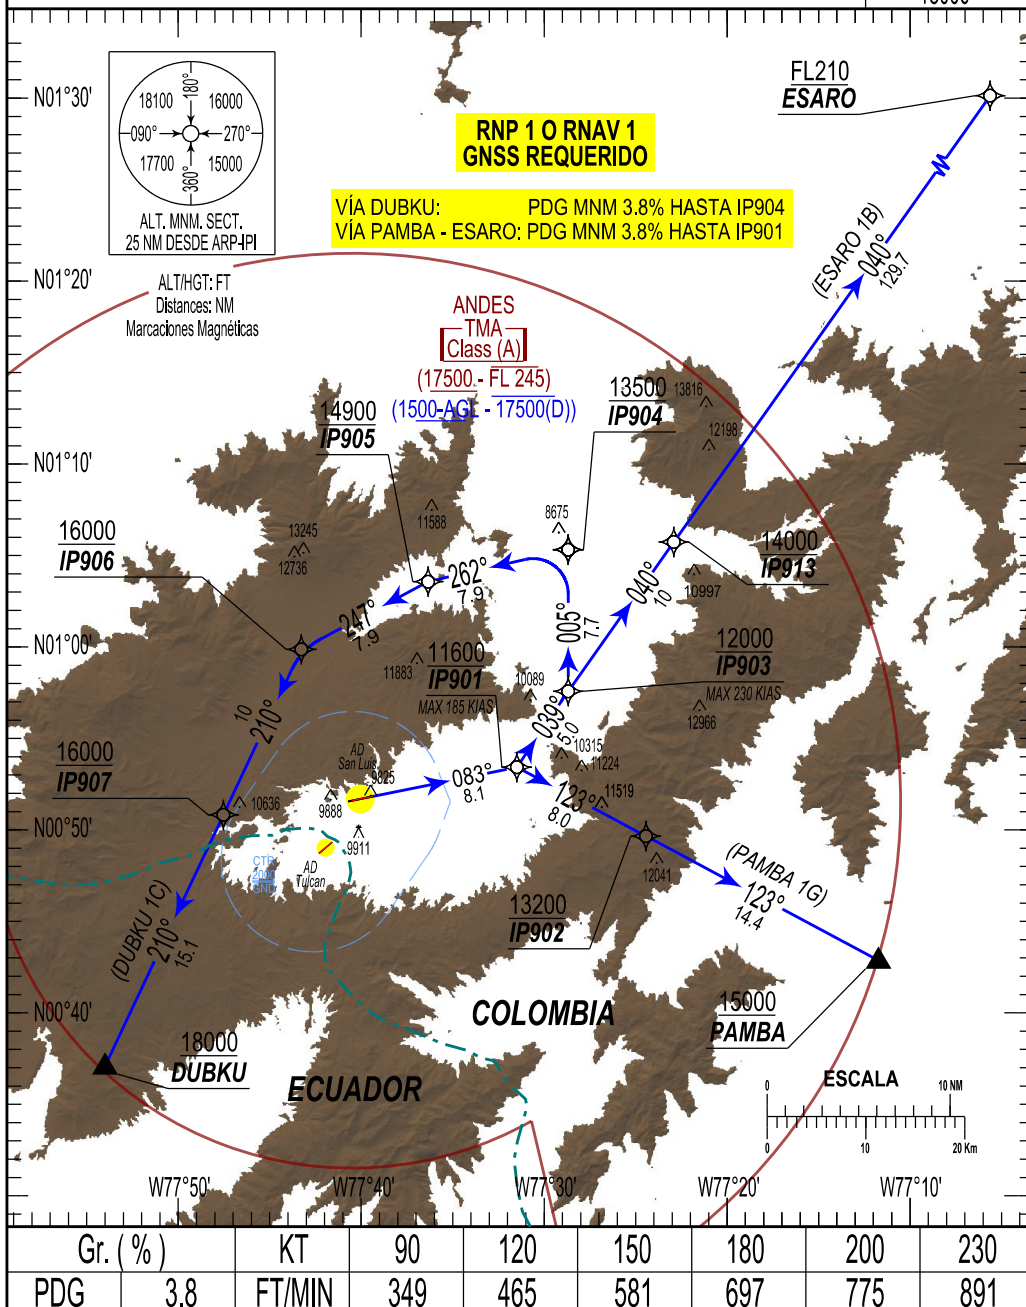 N01°30'
180°
18100
16000
090°
270°
17700
15000
360°
ALT. MNM. SECT.
25 NM DESDE ARP-IPI
ALT/HGT: FT
Distances: NM
Marcaciones Magnéticas
RNP 1 O RNAV 1
GNSS REQUERIDO
VÍA DUBKU: PDG MNM 3.8% HASTA IP904
VÍA PAMBA - ESARO: PDG MNM 3.8% HASTA IP901
FL210
ESARO
(ESARO 1B)
040°
129.7
N01°20'
ANDES
TMA
Class (A)
(17500 - FL 245)
(1500-AGL - 17500(D))
14900
IP905
13500
IP904
13816
12198
N01°10'
11588
8675
16000
IP906
13245
12736
262°
7.9
247°
7.9
005°
7.7
040°
10
14000
IP913
10997
N01°00'
11883
11600
IP901
MAX 185 KIAS
10089
12000
IP903
MAX 230 KIAS
12966
10
210°
039°
5.0
10315
11224
16000
IP907
10636
AD
San Luis
9825
9888
9911
083°
8.1
123°
8.0
11519
N00°50'
CTR
2000
GND
AD
Tulcan
12041
(PAMBA 1G)
123°
14.4
13200
IP902
(DUBKU 1C)
210°
15.1
N00°40'
COLOMBIA
15000
PAMBA
18000
DUBKU
ECUADOR
ESCALA
0 10 NM
0 10 20 Km
W77°50'
W77°40'
W77°30'
W77°20'
W77°10'
Gr. ( % ) KT 90 120 150 180 200 230
PDG 3.8 FT/MIN 349 465 581 697 775 891